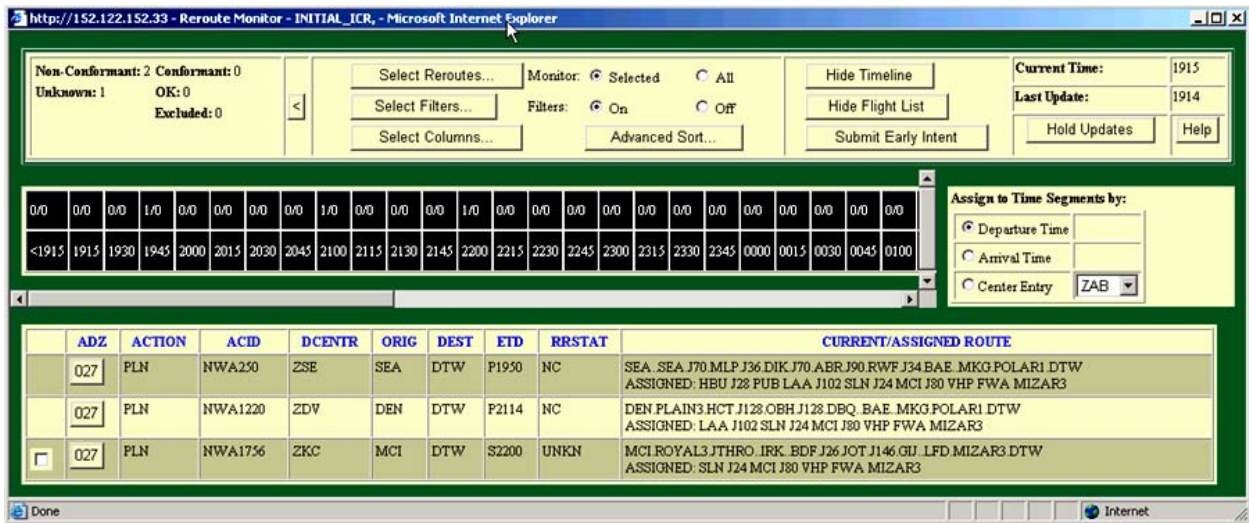 http://152.122.152.33 - Reroute Monitor - INITIAL_ICR, - Microsoft Internet Explorer
Non-Conformant: 2 Conformant: 0
Unknown: 1 OK: 0
Excluded: 0
<
Select Reroutes... Monitor: Selected All
Select Filters... Filters: On Off
Select Columns... Advanced Sort...
Hide Timeline
Hide Flight List
Submit Early Intent
Current Time: 1915
Last Update: 1914
Hold Updates Help
0/0 0/0 0/0 1/0 0/0 0/0 0/0 0/0 1/0 0/0 0/0 0/0 1/0 0/0 0/0 0/0 0/0 0/0 0/0 0/0 0/0 0/0 0/0 0/0 0/0
<1915 1915 1930 1945 2000 2015 2030 2045 2100 2115 2130 2145 2200 2215 2230 2245 2300 2315 2330 2345 0000 0015 0030 0045 0100
Assign to Time Segments by:
Departure Time
Arrival Time
Center Entry ZAB
ADZ ACTION ACID DCENTR ORIG DEST ETD RRSTAT CURRENT/ASSIGNED ROUTE
027 PLN NWA250 ZSE SEA DTW P1950 NC SEA..SEA.J70.MLP.J36.DIK.J70.ABR.J90.RWF.J34.BAE..MKG.POLAR1.DTW
ASSIGNED: HBU J28 PUB LAA J102 SLN J24 MCI J80 VHP FWA MIZAR3
027 PLN NWA1220 ZDV DEN DTW P2114 NC DEN.PLAIN3.HCT.J128.OBH.J128.DBQ..BAE..MKG.POLAR1.DTW
ASSIGNED: LAA J102 SLN J24 MCI J80 VHP FWA MIZAR3
027 PLN NWA1756 ZKC MCI DTW S2200 UNKN MCI.ROYAL3.JTHRO..IRK..BDF.J26.JOT.J146.GIJ..LFD.MIZAR3.DTW
ASSIGNED: SLN J24 MCI J80 VHP FWA MIZAR3
Done Internet